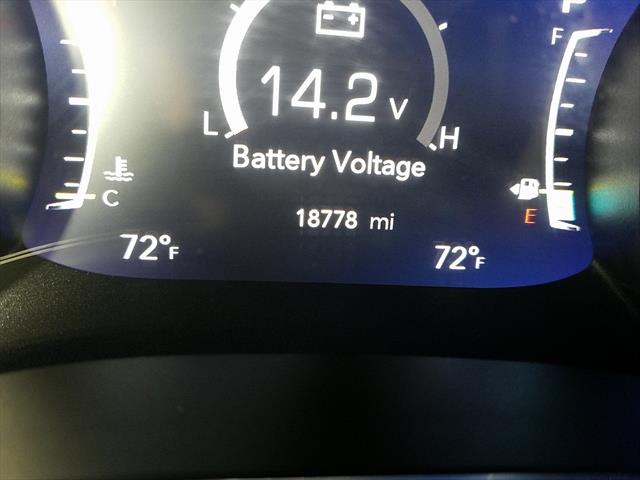 P
F
14.2 v
L H
Battery Voltage
C
E
18778 mi
72°F 72°F